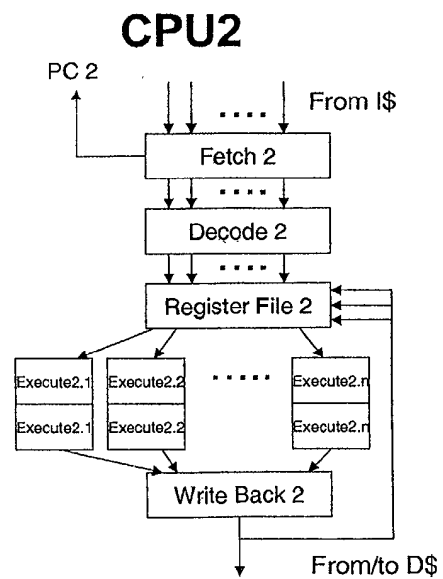 CPU2
PC 2
From I$
Fetch 2
Decode 2
Register File 2
Execute2.1 Execute2.2 Execute2.n
Execute2.1 Execute2.2 Execute2.n
Write Back 2
From/to D$